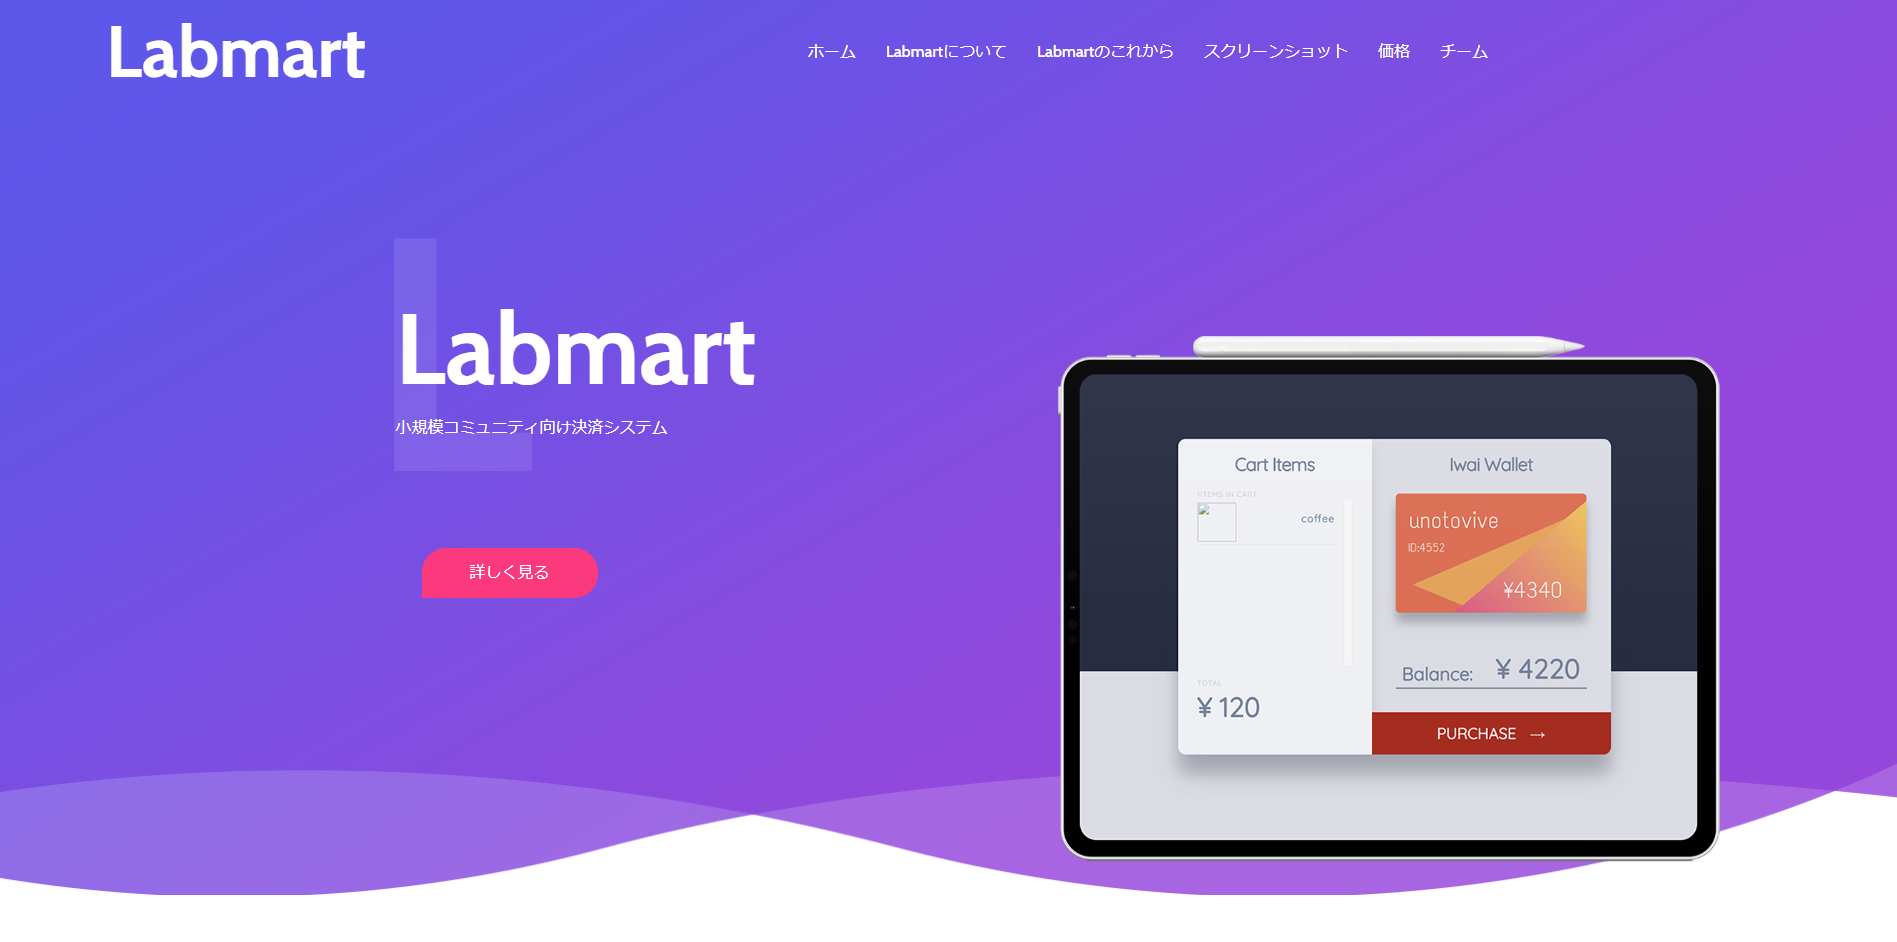 Labmart
ホーム Labmartについて Labmartのこれから スクリーンショット 価格 チーム
L
Labmart
小規模コミュニティ向け決済システム
詳しく見る
Cart Items
1ITEMS IN CART
coffee
TOTAL
¥ 120
Iwai Wallet
unotovive
ID:4552
¥4340
Balance: ¥ 4220
PURCHASE →